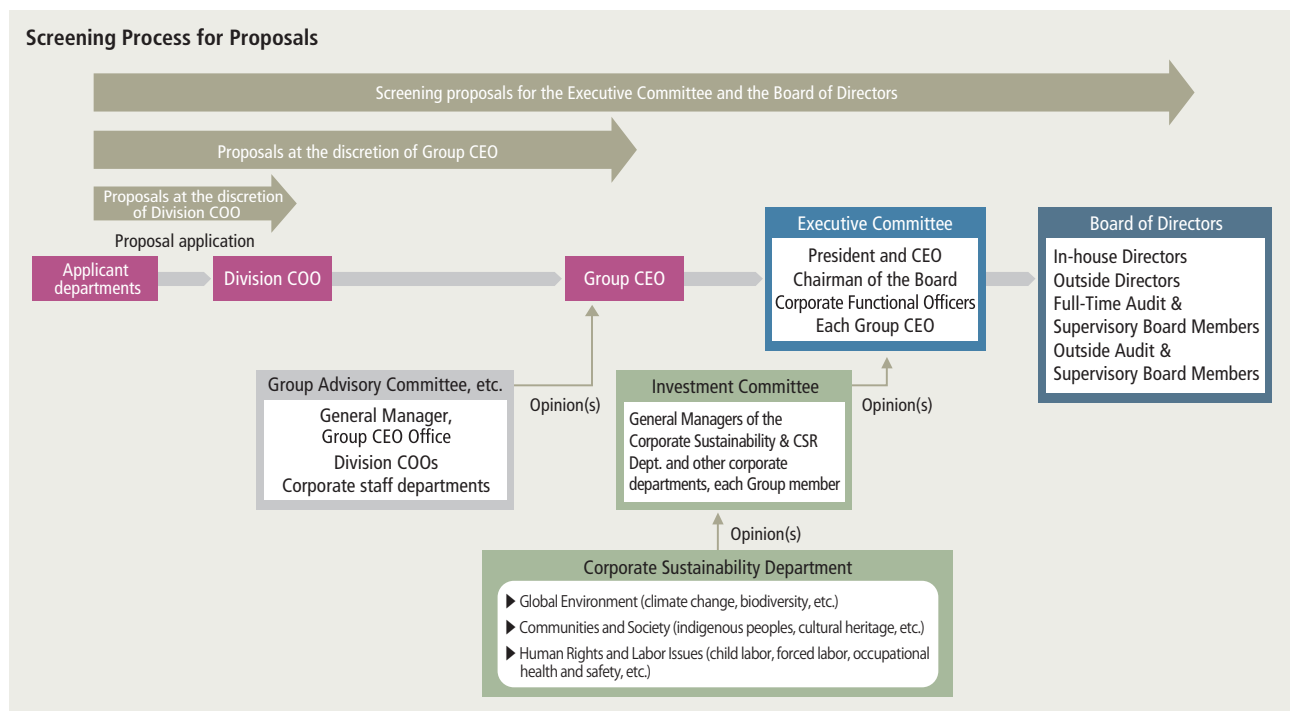 Screening Process for Proposals
Screening proposals for the Executive Committee and the Board of Directors
Proposals at the discretion of Group CEO
Proposals at the discretion
of Division COO
Proposal application
Applicant
departments
Division COO
Group CEO
Executive Committee
President and CEO
Chairman of the Board
Corporate Functional Officers
Each Group CEO
Board of Directors
In-house Directors
Outside Directors
Full-Time Audit &
Supervisory Board Members
Outside Audit &
Supervisory Board Members
Group Advisory Committee, etc.
General Manager,
Group CEO Office
Division COOs
Corporate staff departments
Opinion(s)
Investment Committee
General Managers of the
Corporate Sustainability & CSR
Dept. and other corporate
departments, each Group member
Opinion(s)
Opinion(s)
Corporate Sustainability Department
Global Environment (climate change, biodiversity, etc.)
Communities and Society (indigenous peoples, cultural heritage, etc.)
Human Rights and Labor Issues (child labor, forced labor, occupational
health and safety, etc.)